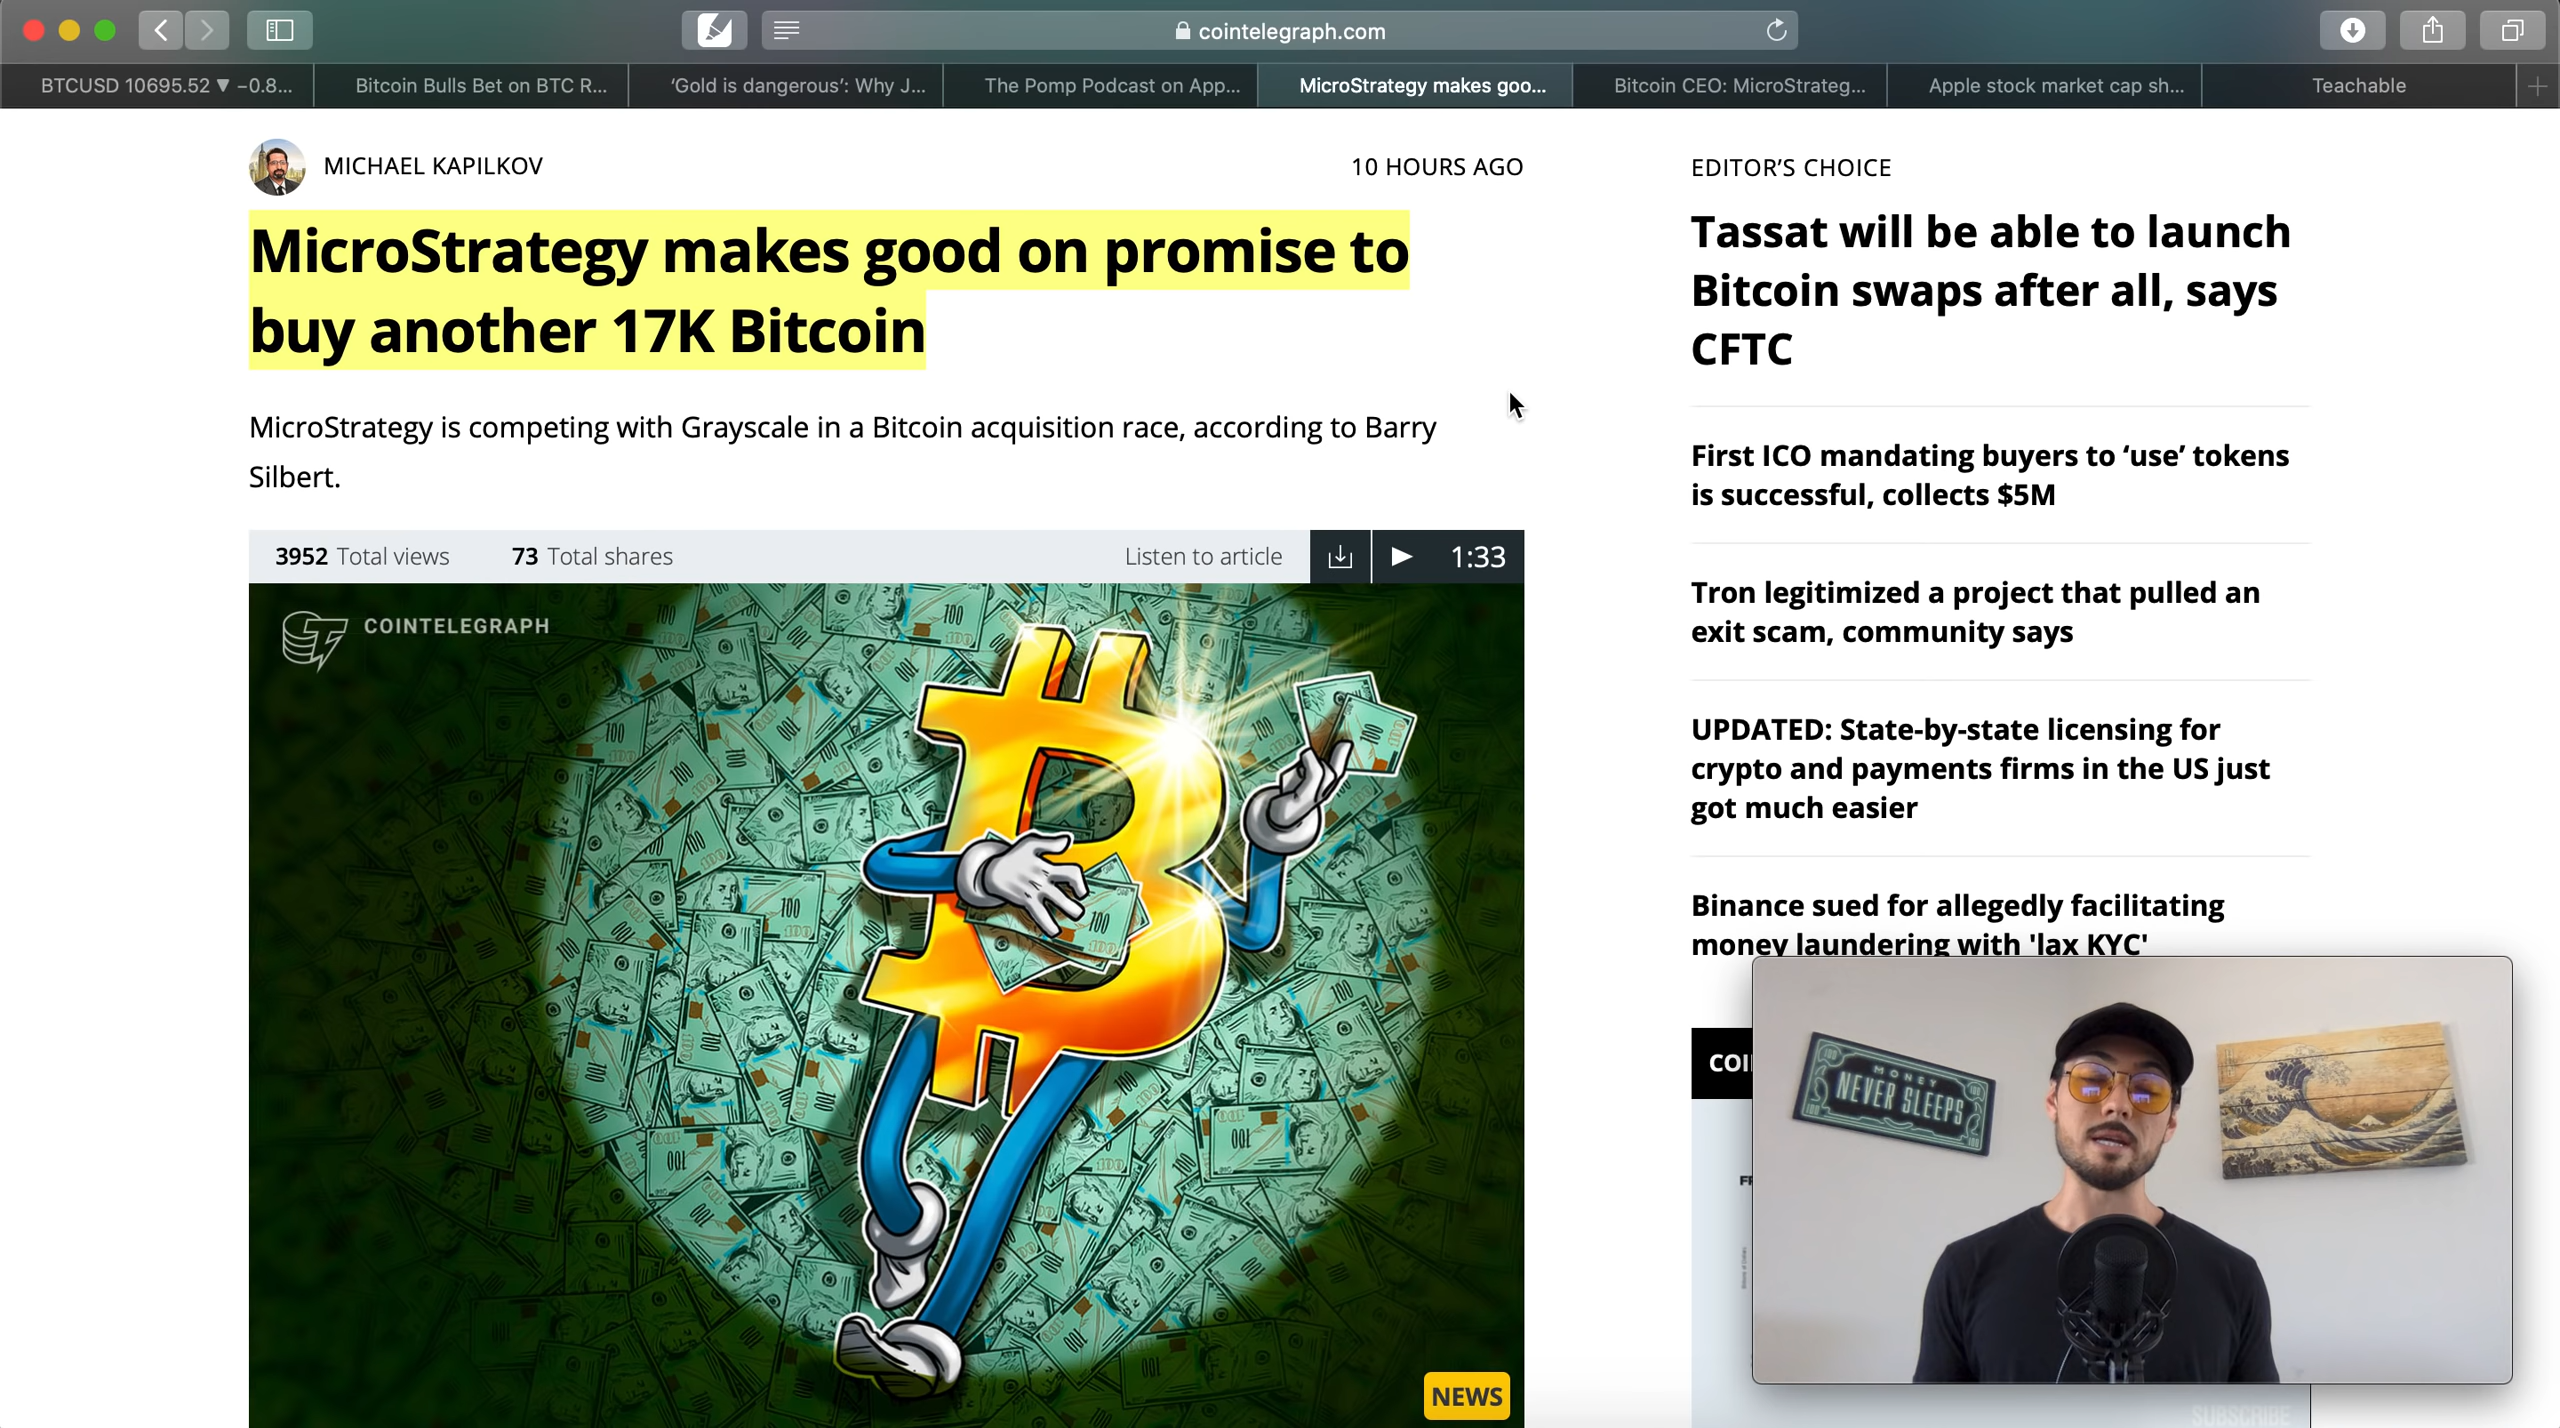 cointelegraph.com
BTCUSD 10695.52 ▼ −0.8...
Bitcoin Bulls Bet on BTC R...
‘Gold is dangerous’: Why J...
The Pomp Podcast on App...
MicroStrategy makes goo...
Bitcoin CEO: MicroStrateg...
Apple stock market cap sh...
Teachable
MICHAEL KAPILKOV
10 HOURS AGO
MicroStrategy makes good on promise to
buy another 17K Bitcoin
MicroStrategy is competing with Grayscale in a Bitcoin acquisition race, according to Barry
Silbert.
3952 Total views
73 Total shares
Listen to article
1:33
COINTELEGRAPH
NEWS
EDITOR’S CHOICE
Tassat will be able to launch
Bitcoin swaps after all, says
CFTC
First ICO mandating buyers to ‘use’ tokens
is successful, collects $5M
Tron legitimized a project that pulled an
exit scam, community says
UPDATED: State-by-state licensing for
crypto and payments firms in the US just
got much easier
Binance sued for allegedly facilitating
money laundering with 'lax KYC'
MONEY
NEVER SLEEPS
SUBSCRIBE